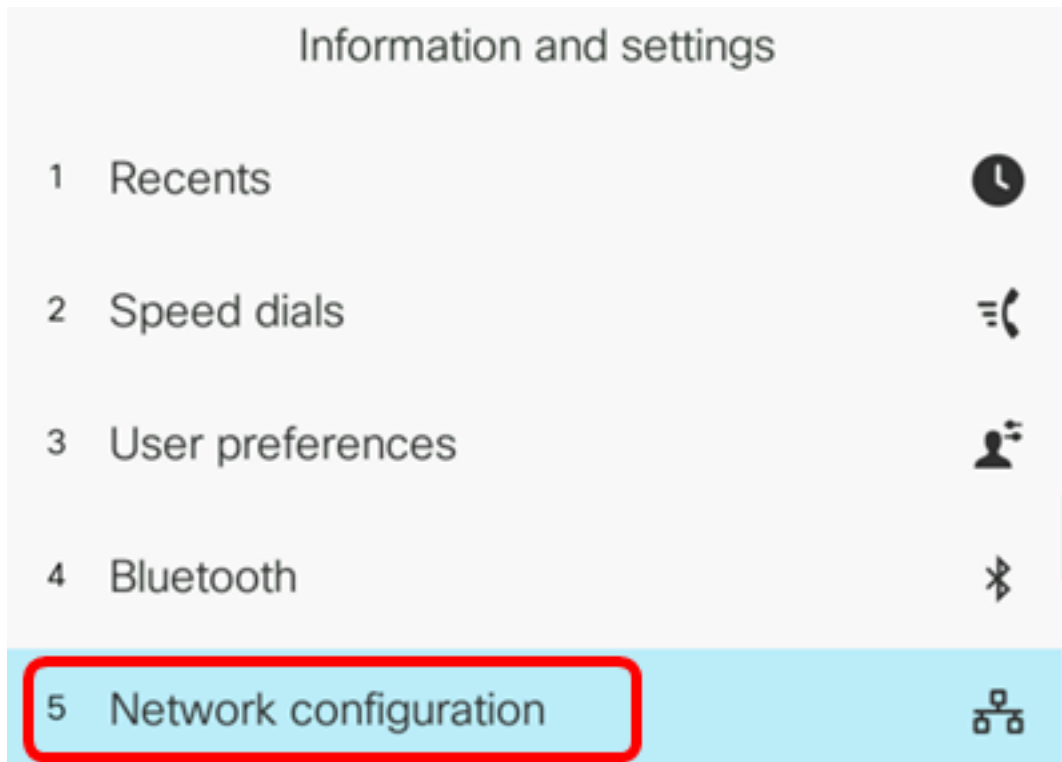 Information and settings
1 Recents
2 Speed dials
3 User preferences
4 Bluetooth
5 Network configuration